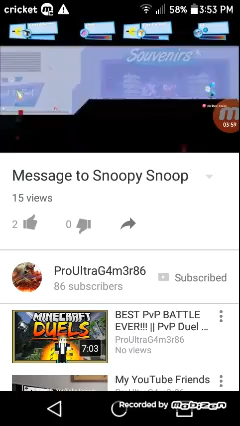 cricket 58% 3:53 PM
Souvenirs
03:59
Message to Snoopy Snoop
15 views
2 0
ProUltraG4m3r86 Subscribed
86 subscribers
MINECRAFT
DUELS
7:03
BEST PvP BATTLE
EVER!!! || PvP Duel ...
ProUltraG4m3r86
No views
My YouTube Friends
Recorded by Mobizen